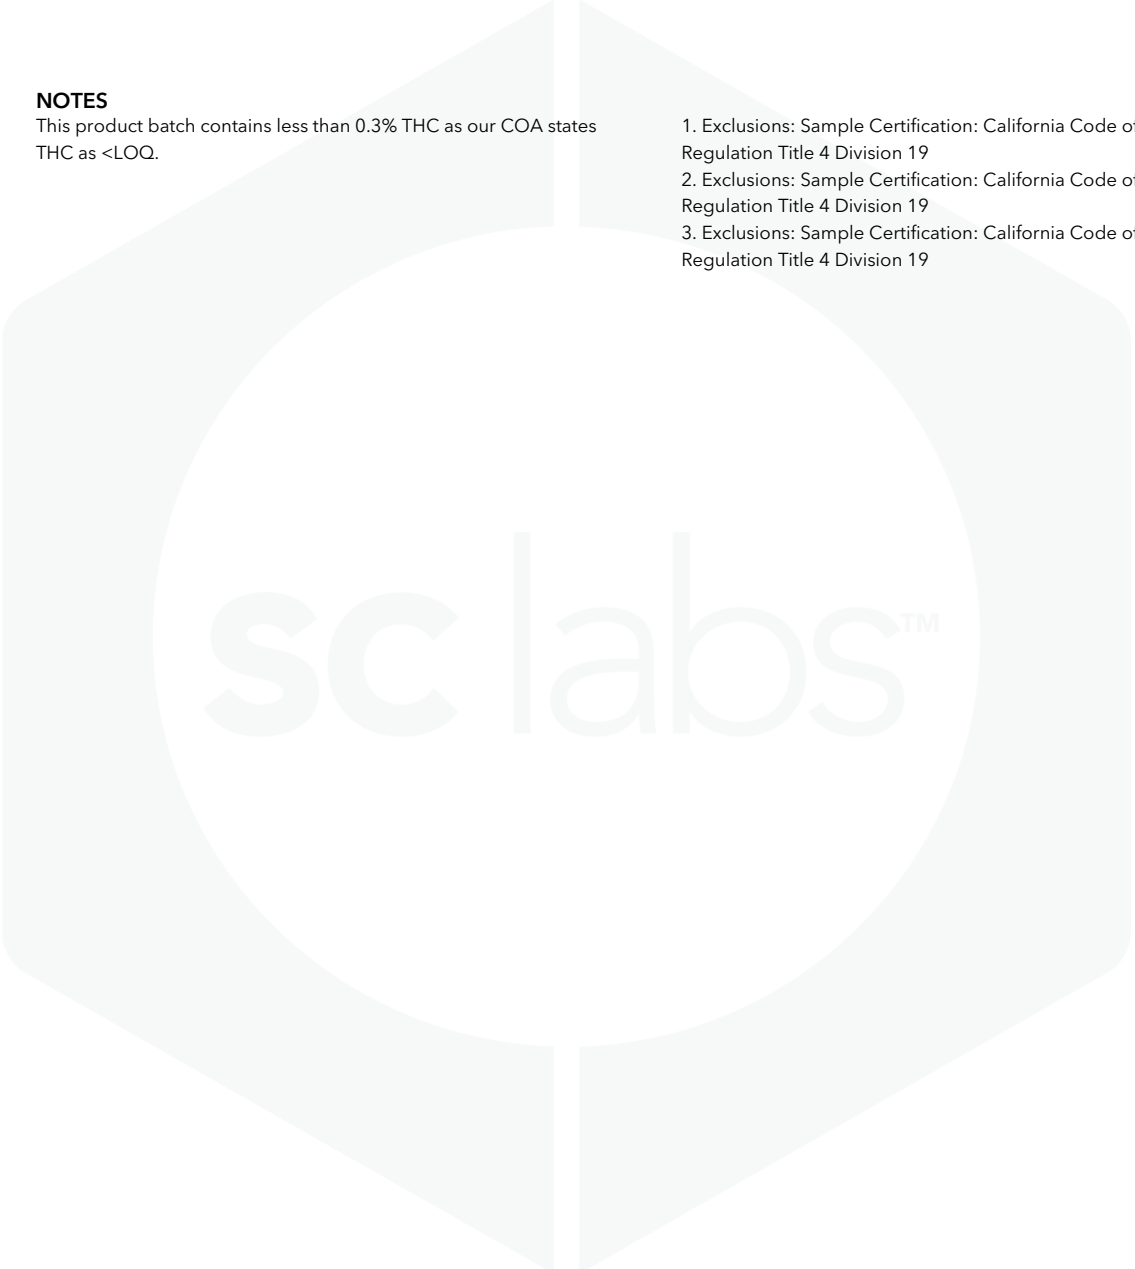 NOTES
This product batch contains less than 0.3% THC as our COA states
THC as <LOQ.
1. Exclusions: Sample Certification: California Code of
Regulation Title 4 Division 19
2. Exclusions: Sample Certification: California Code of
Regulation Title 4 Division 19
3. Exclusions: Sample Certification: California Code of
Regulation Title 4 Division 19
sc labs™